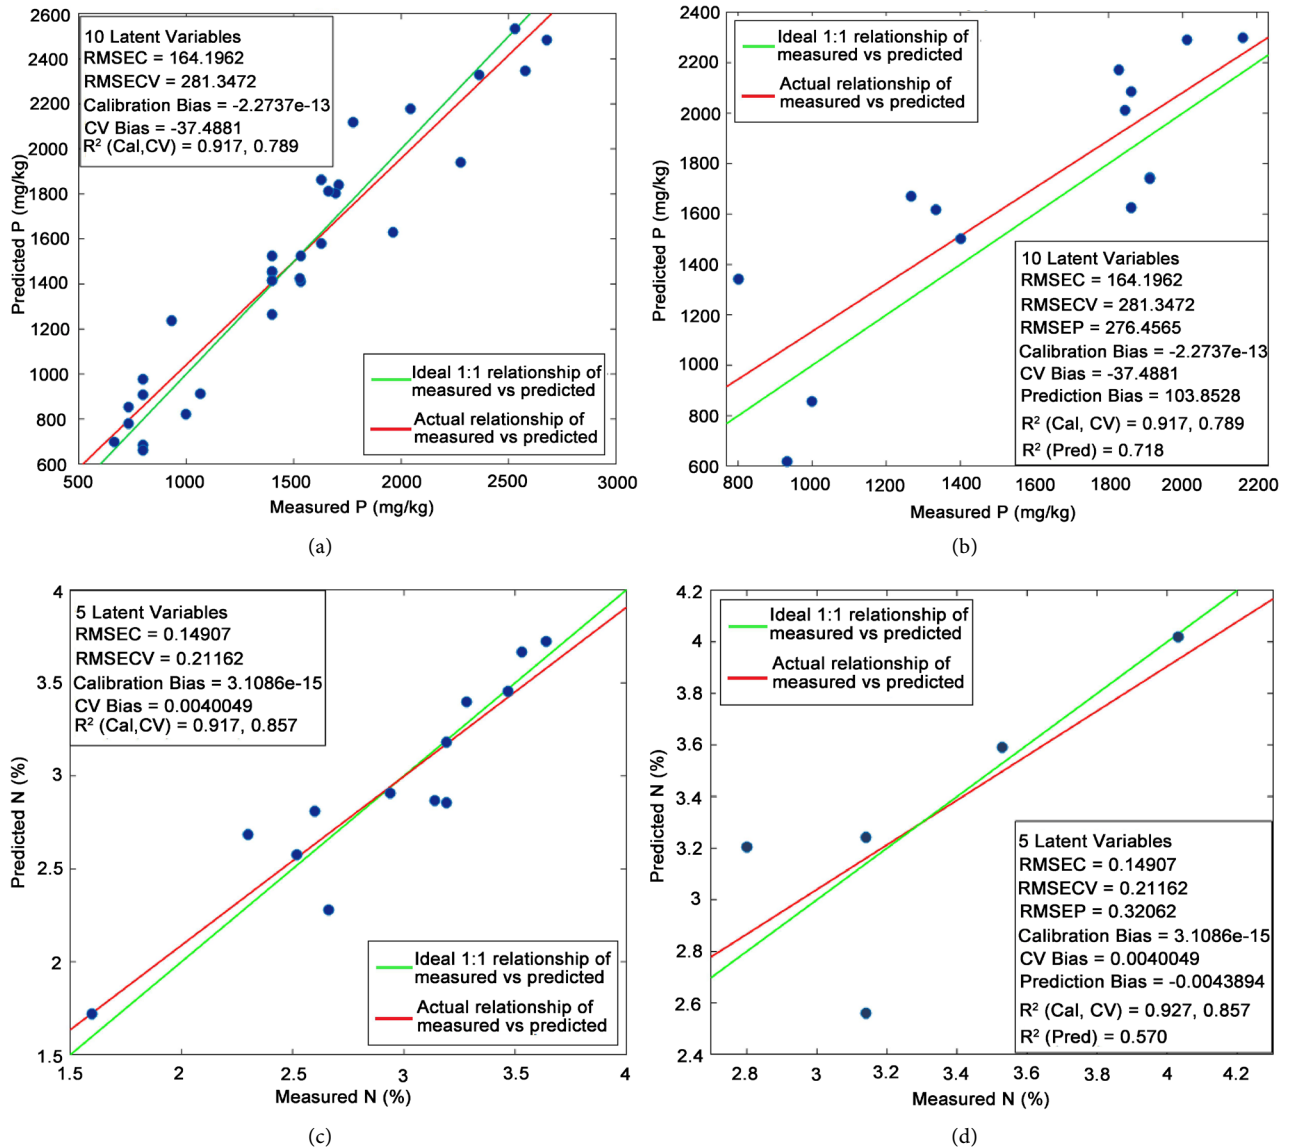 2600
2400
2200
2000
1800
1600
1400
1200
1000
800
600
Predicted P (mg/kg)
10 Latent Variables
RMSEC = 164.1962
RMSECV = 281.3472
Calibration Bias = -2.2737e-13
CV Bias = -37.4881
R² (Cal,CV) = 0.917, 0.789
Ideal 1:1 relationship of
measured vs predicted
Actual relationship of
measured vs predicted
500 1000 1500 2000 2500 3000
Measured P (mg/kg)
(a)
2400
2200
2000
1800
1600
1400
1200
1000
800
600
Predicted P (mg/kg)
Ideal 1:1 relationship of
measured vs predicted
Actual relationship of
measured vs predicted
10 Latent Variables
RMSEC = 164.1962
RMSECV = 281.3472
RMSEP = 276.4565
Calibration Bias = -2.2737e-13
CV Bias = -37.4881
Prediction Bias = 103.8528
R² (Cal, CV) = 0.917, 0.789
R² (Pred) = 0.718
800 1000 1200 1400 1600 1800 2000 2200
Measured P (mg/kg)
(b)
4
3.5
3
2.5
2
1.5
Predicted N (%)
5 Latent Variables
RMSEC = 0.14907
RMSECV = 0.21162
Calibration Bias = 3.1086e-15
CV Bias = 0.0040049
R² (Cal,CV) = 0.917, 0.857
Ideal 1:1 relationship of
measured vs predicted
Actual relationship of
measured vs predicted
1.5 2 2.5 3 3.5 4
Measured N (%)
(c)
4.2
4
3.8
3.6
3.4
3.2
3
2.8
2.6
2.4
Predicted N (%)
Ideal 1:1 relationship of
measured vs predicted
Actual relationship of
measured vs predicted
5 Latent Variables
RMSEC = 0.14907
RMSECV = 0.21162
RMSEP = 0.32062
Calibration Bias = 3.1086e-15
CV Bias = 0.0040049
Prediction Bias = -0.0043894
R² (Cal, CV) = 0.927, 0.857
R² (Pred) = 0.570
2.8 3 3.2 3.4 3.6 3.8 4 4.2
Measured N (%)
(d)